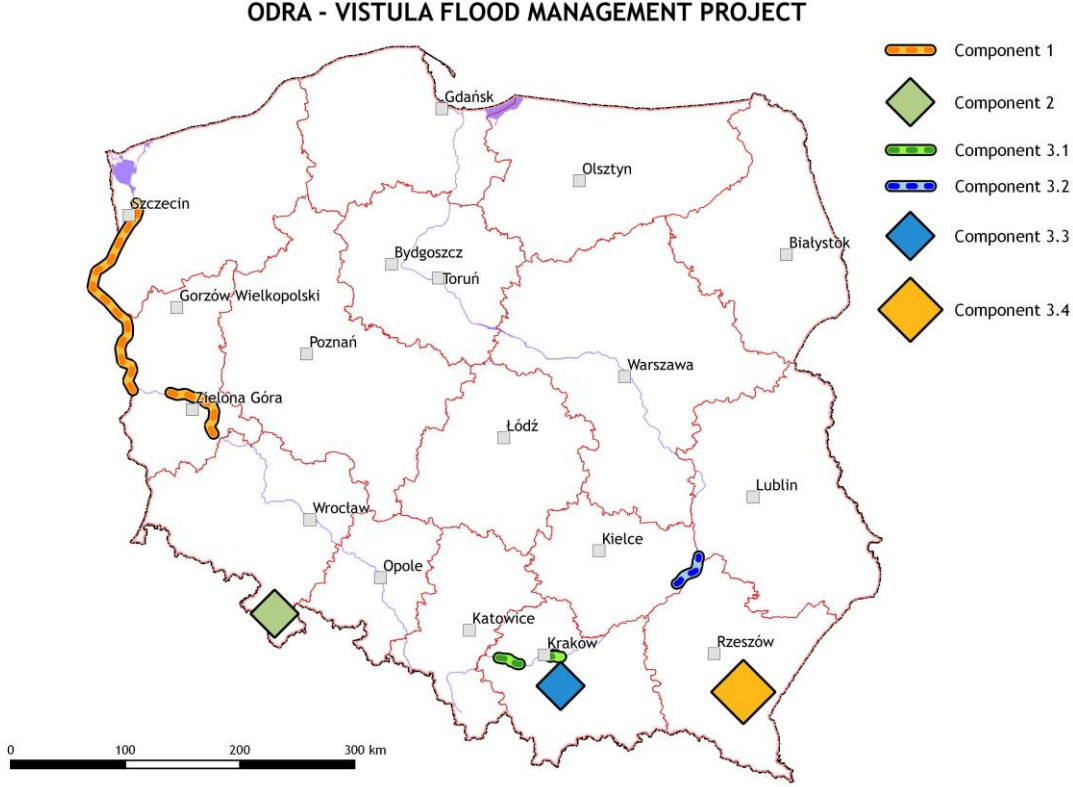 ODRA - VISTULA FLOOD MANAGEMENT PROJECT
Component 1
Component 2
Component 3.1
Component 3.2
Component 3.3
Component 3.4
Gdańsk
Olsztyn
Szczecin
Białystok
Bydgoszcz
Toruń
Gorzów Wielkopolski
Poznań
Warszawa
Zielona Góra
Łódź
Lublin
Wrocław
Kielce
Opole
Katowice
Kraków
Rzeszów
0 100 200 300 km